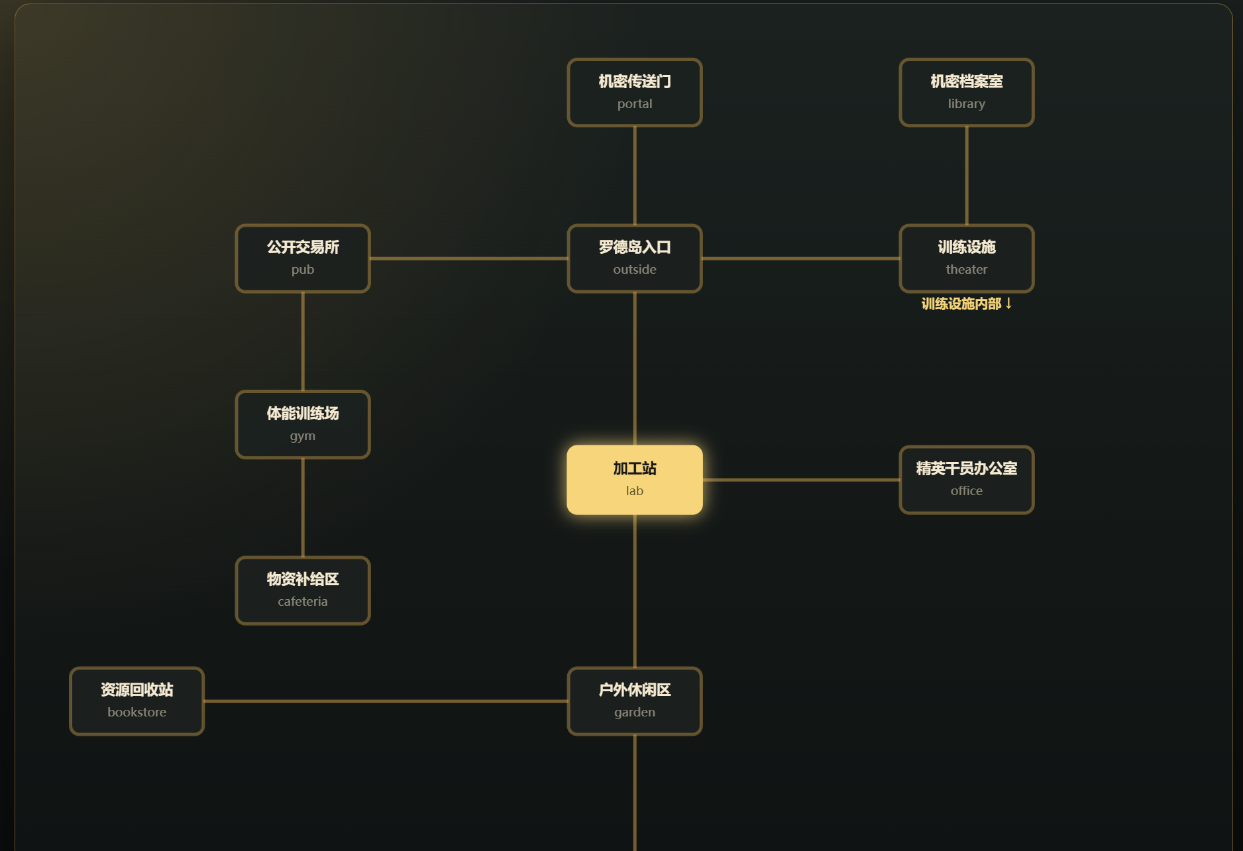 机密传送门
portal
机密档案室
library
公开交易所
pub
罗德岛入口
outside
训练设施
theater
训练设施内部 ↓
体能训练场
gym
加工站
lab
精英干员办公室
office
物资补给区
cafeteria
资源回收站
bookstore
户外休闲区
garden